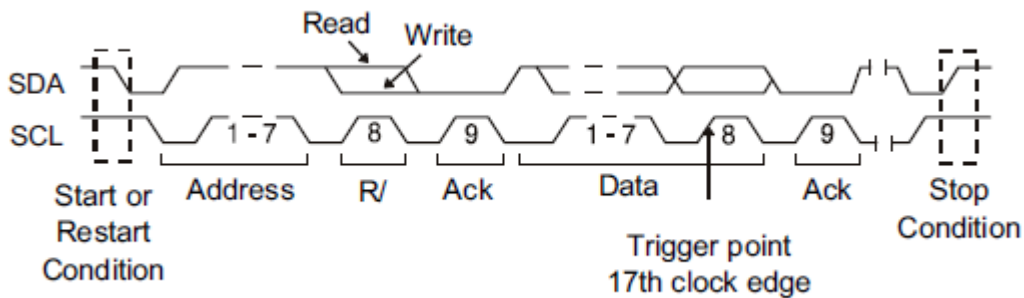 Read
Write
SDA
SCL
1 - 7
8
9
1 - 7
8
9
Address
R/
Ack
Data
Ack
Start or
Restart
Condition
Stop
Condition
Trigger point
17th clock edge